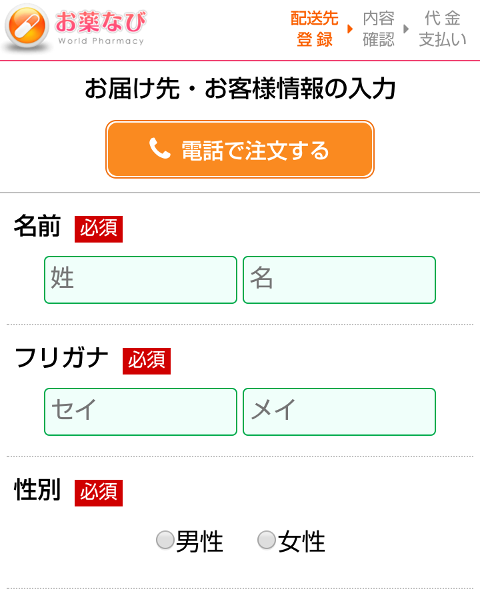 お薬なび
World Pharmacy
配送先
登 録
内容
確認
代 金
支払い
お届け先・お客様情報の入力
電話で注文する
名前 必須
姓 名
フリガナ 必須
セイ メイ
性別 必須
男性 女性